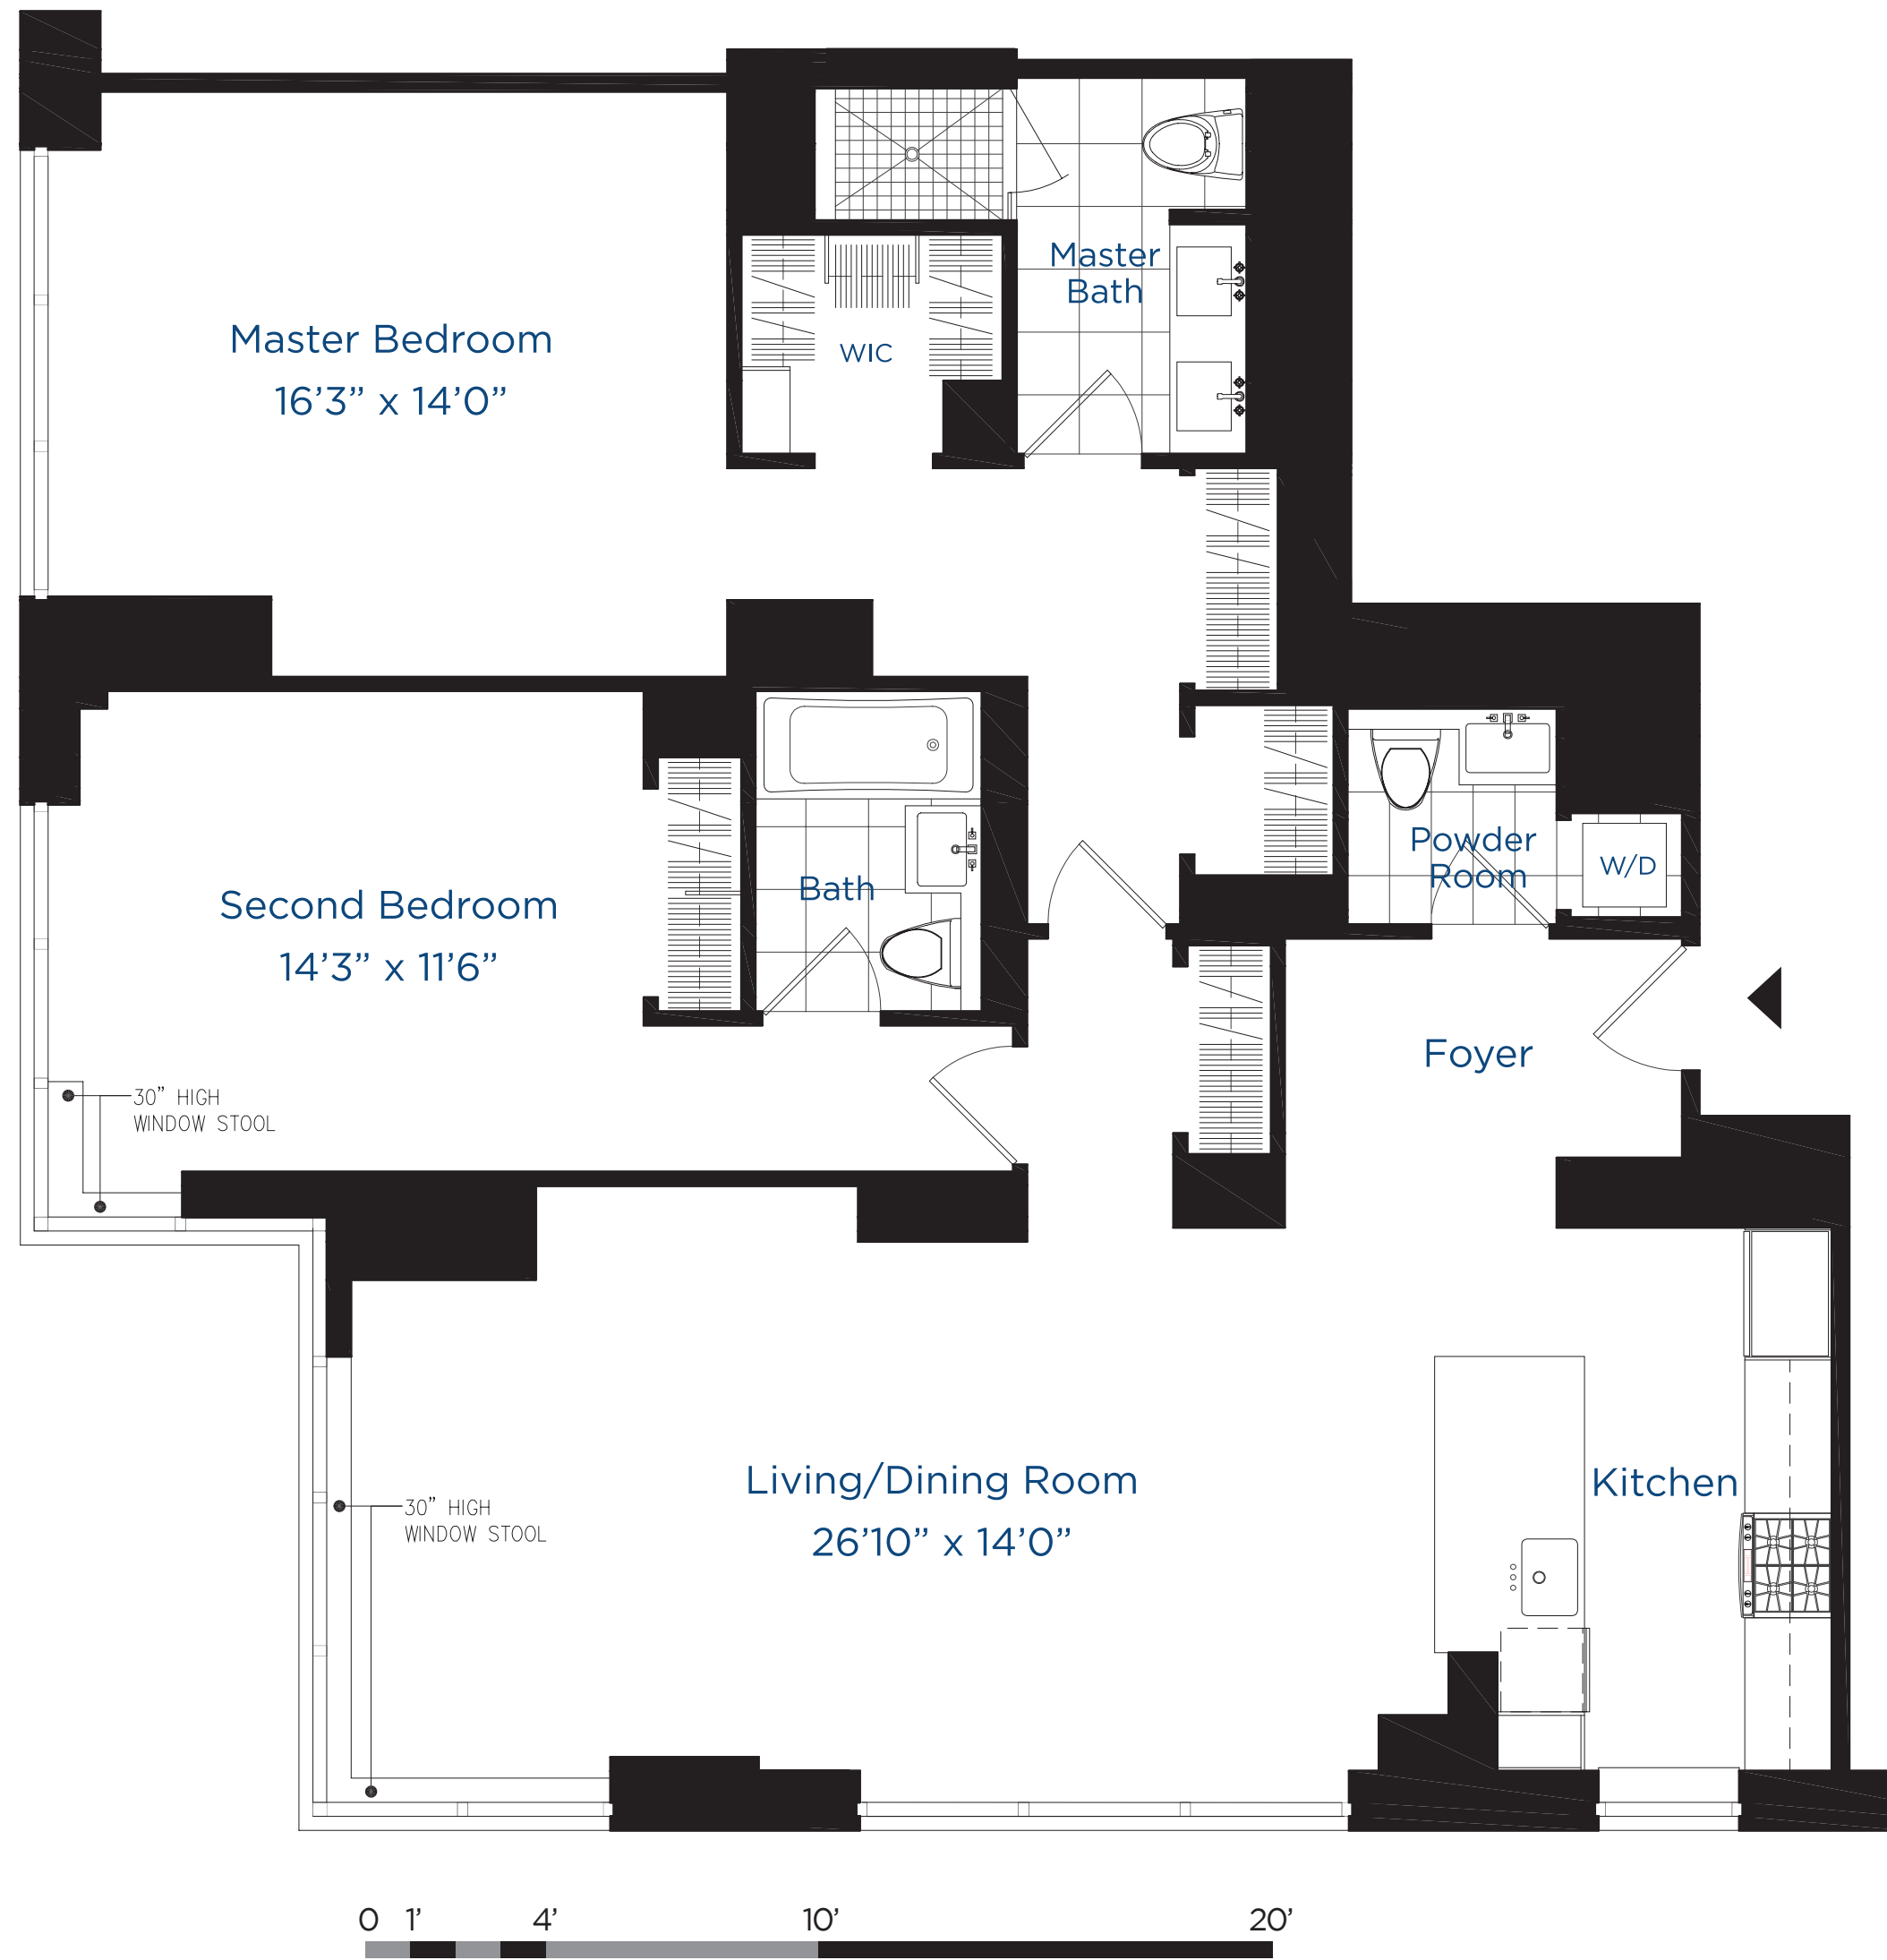 Master Bedroom
16’3” x 14’0”
WIC
Master
Bath
Second Bedroom
14’3” x 11’6”
Bath
Powder
Room
W/D
Foyer
30” HIGH
WINDOW STOOL
Living/Dining Room
26’10” x 14’0”
Kitchen
30” HIGH
WINDOW STOOL
0 1’ 4’ 10’ 20’